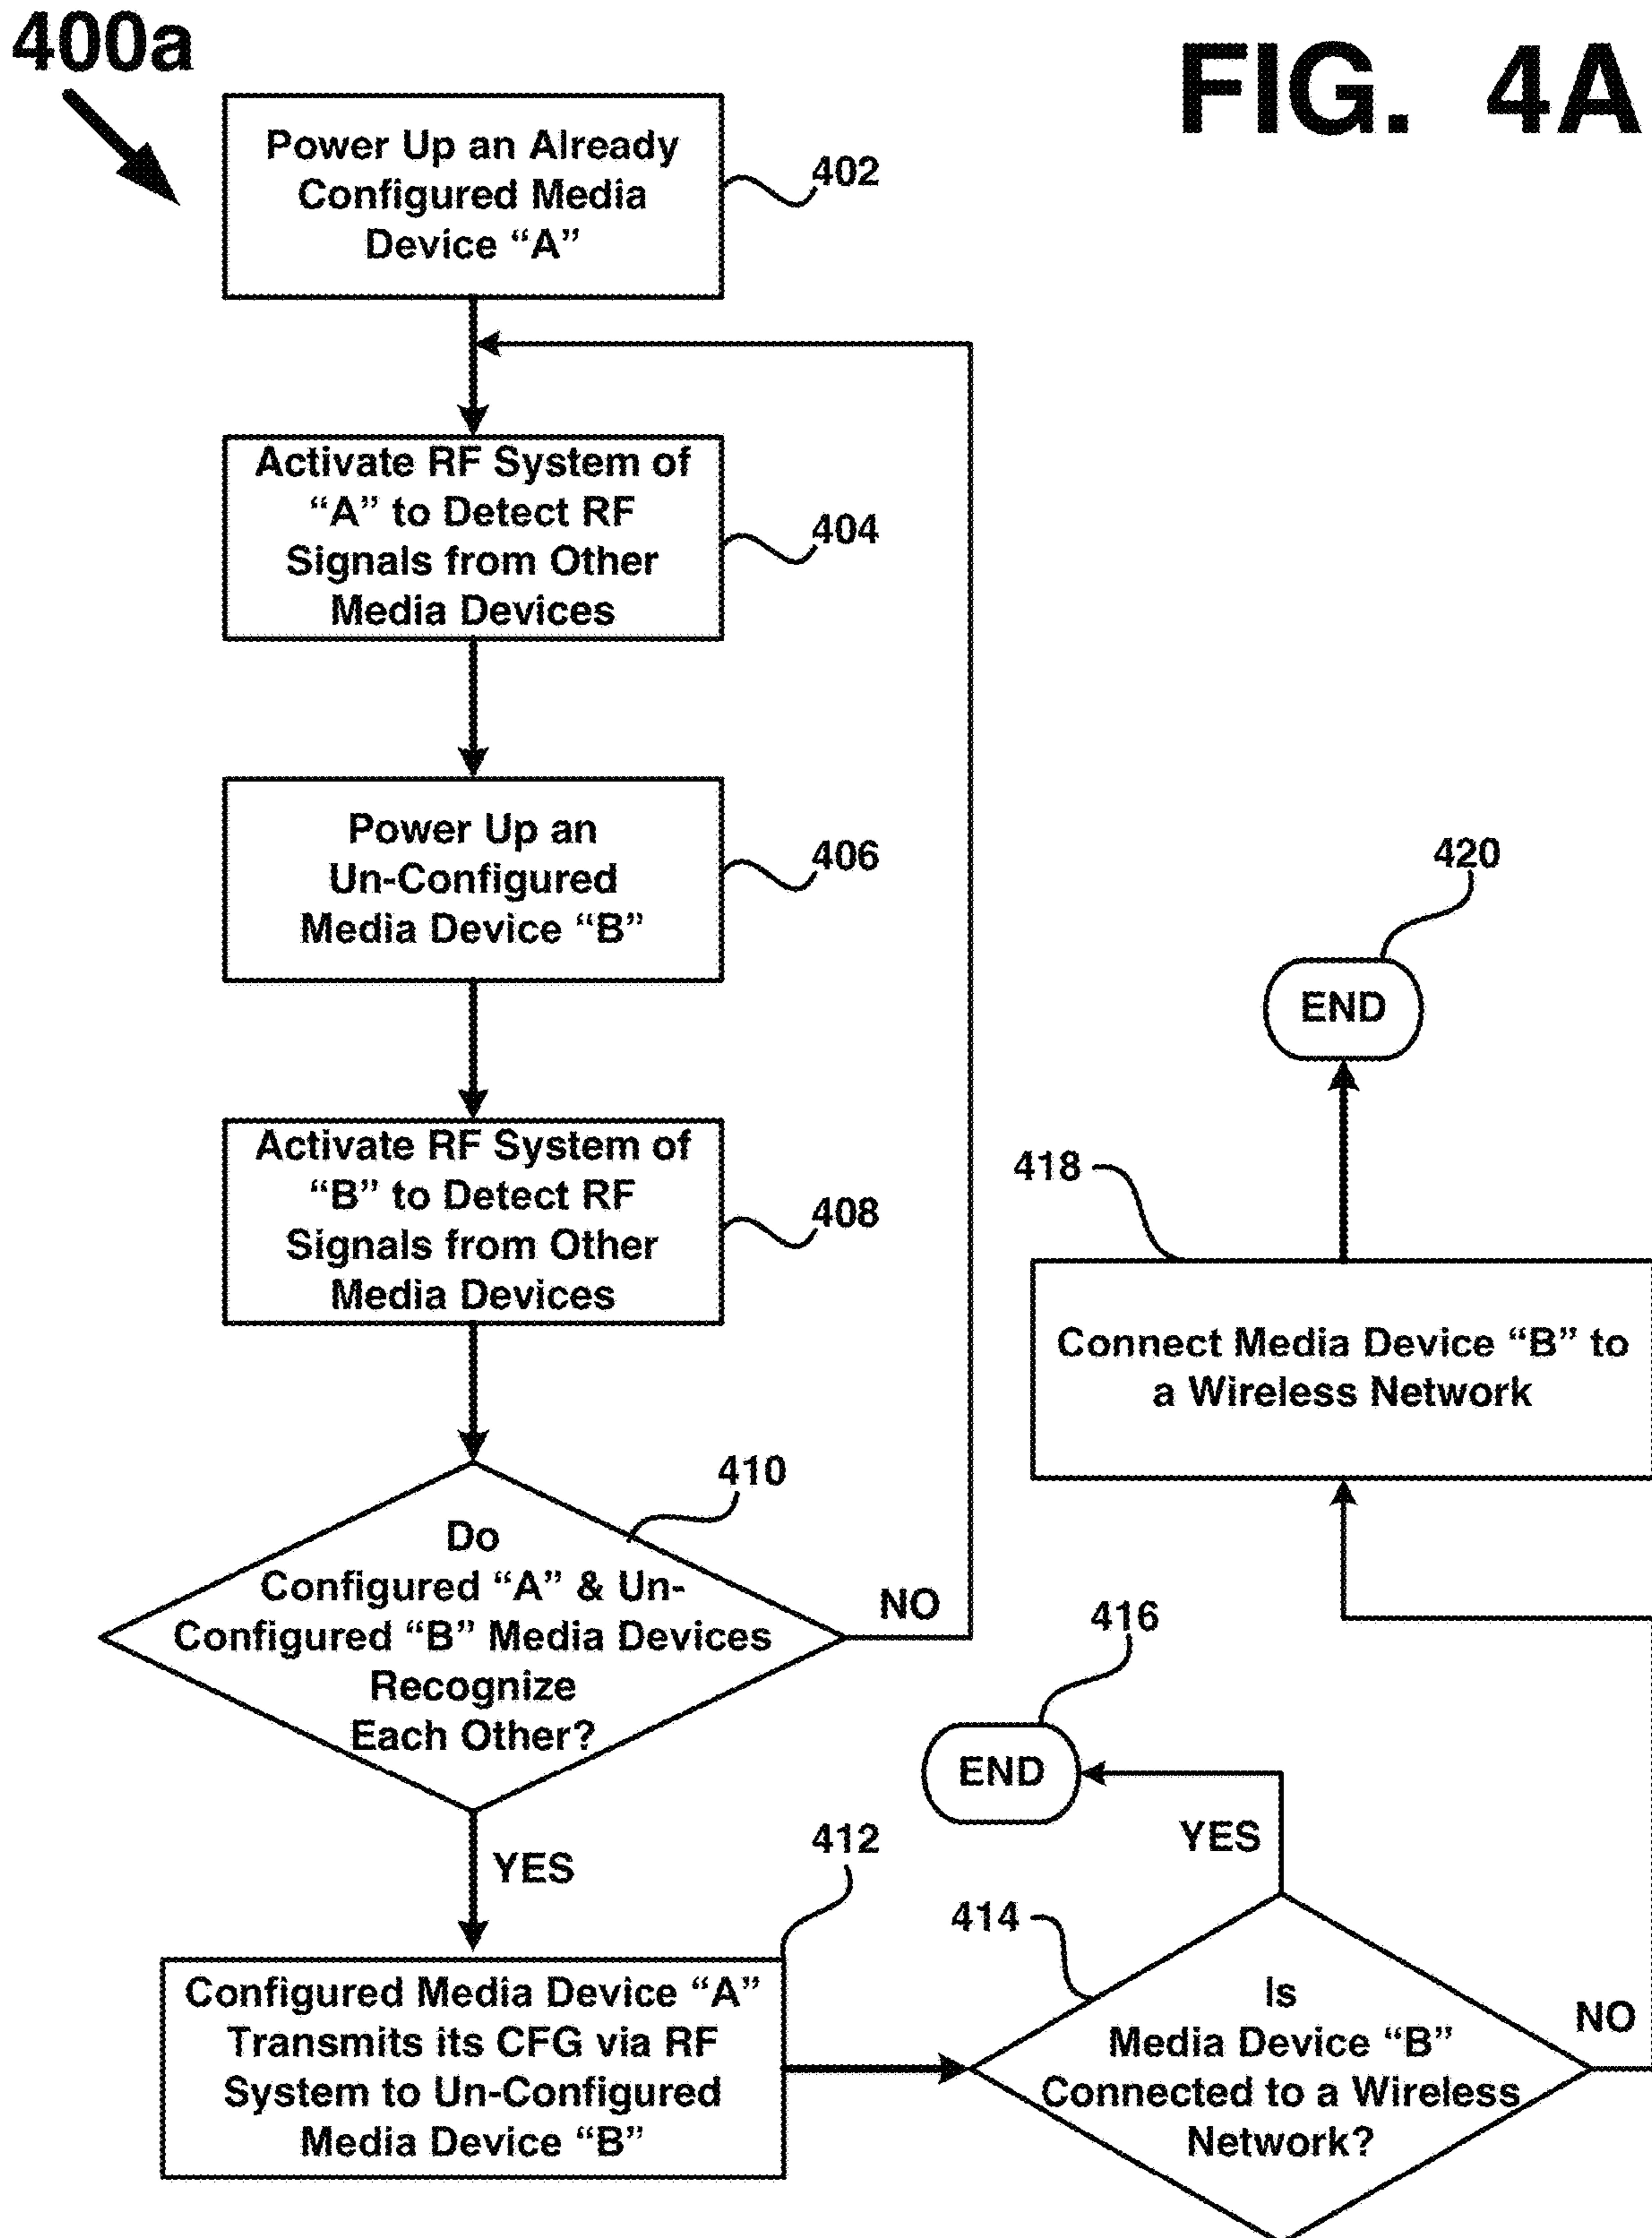 400a
FIG. 4A
Power Up an Already
Configured Media
Device “A”
402
Activate RF System of
“A” to Detect RF
Signals from Other
Media Devices
404
Power Up an
Un-Configured
Media Device “B”
406
Activate RF System of
“B” to Detect RF
Signals from Other
Media Devices
408
Do
Configured “A” & Un-
Configured “B” Media Devices
Recognize
Each Other?
410
NO
YES
Configured Media Device “A”
Transmits its CFG via RF
System to Un-Configured
Media Device “B”
412
Is
Media Device “B”
Connected to a Wireless
Network?
414
YES
END
416
NO
Connect Media Device “B” to
a Wireless Network
418
END
420